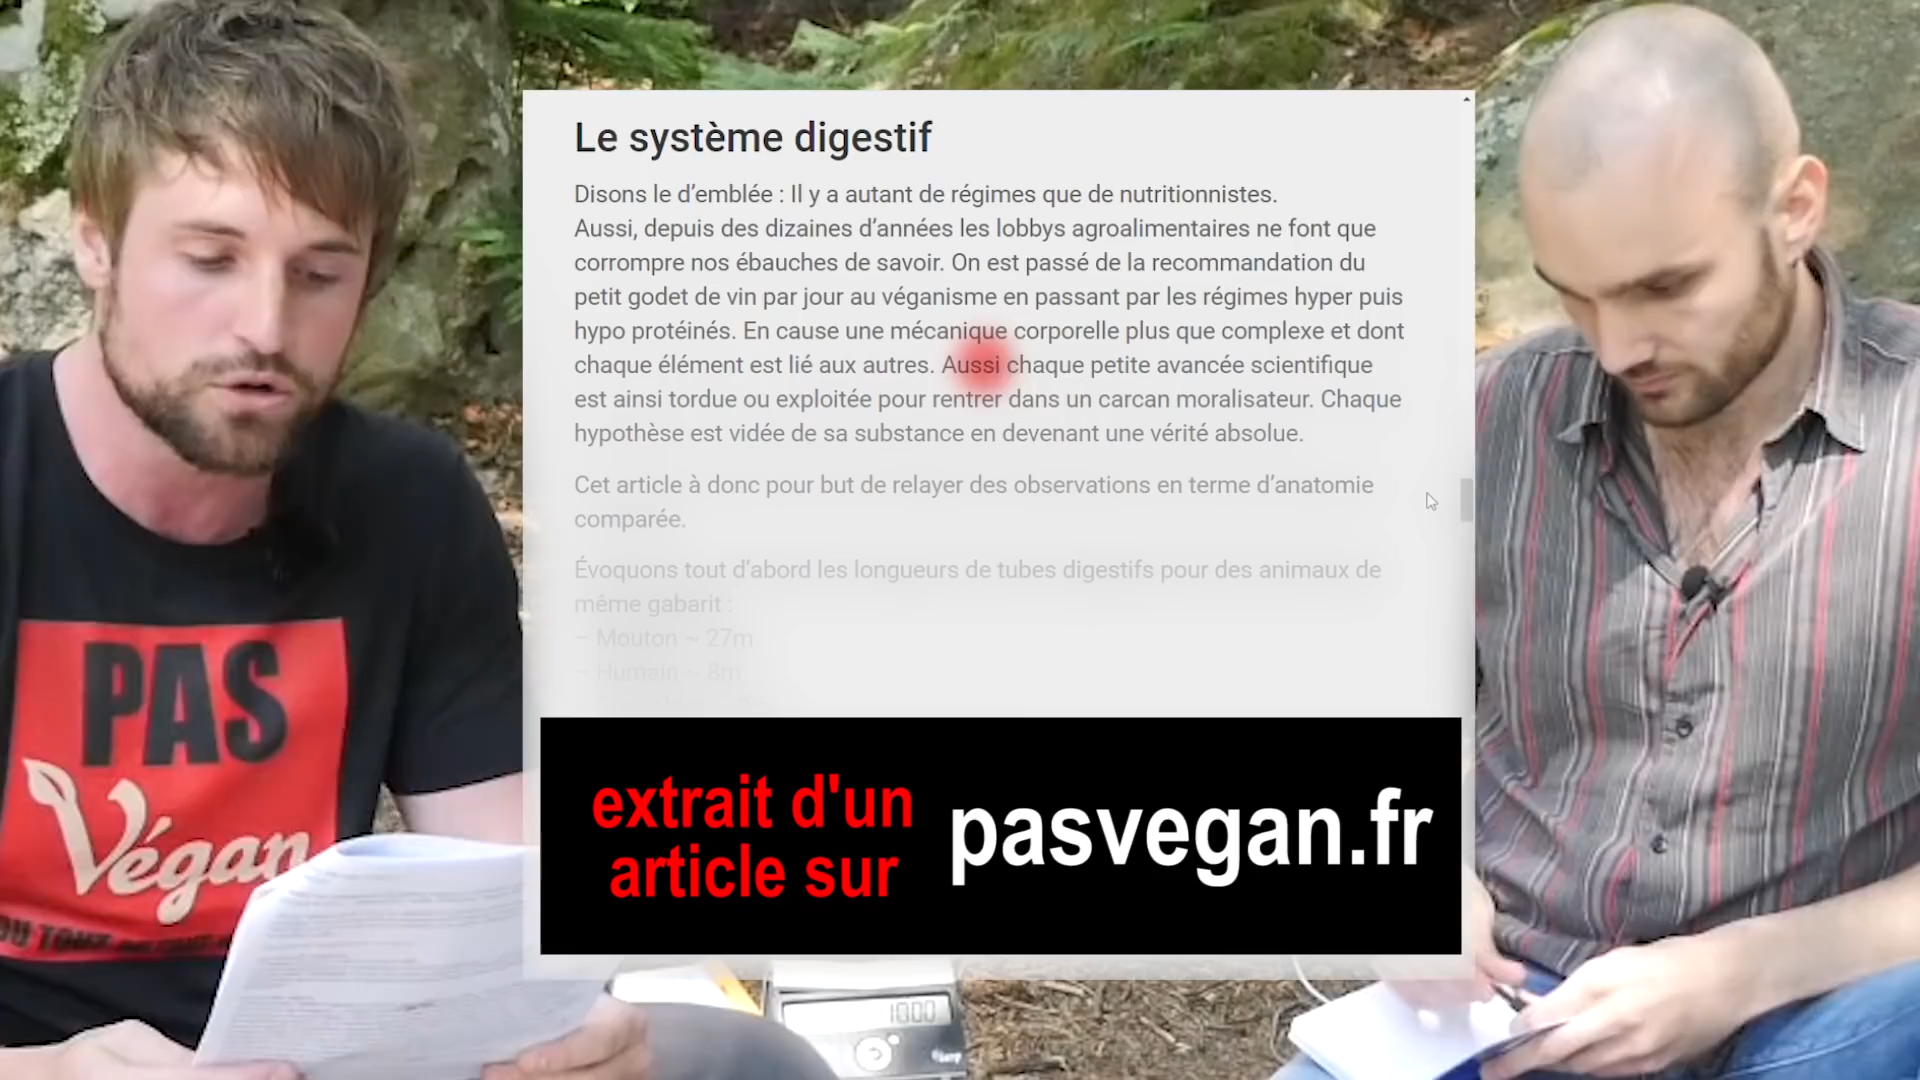 Le système digestif
Disons le d’emblée : Il y a autant de régimes que de nutritionnistes.
Aussi, depuis des dizaines d’années les lobbys agroalimentaires ne font que
corrompre nos ébauches de savoir. On est passé de la recommandation du
petit godet de vin par jour au véganisme en passant par les régimes hyper puis
hypo protéinés. En cause une mécanique corporelle plus que complexe et dont
chaque élément est lié aux autres. Aussi chaque petite avancée scientifique
est ainsi tordue ou exploitée pour rentrer dans un carcan moralisateur. Chaque
hypothèse est vidée de sa substance en devenant une vérité absolue.
Cet article à donc pour but de relayer des observations en terme d’anatomie
comparée.
Évoquons tout d’abord les longueurs de tubes digestifs pour des animaux de
même gabarit :
– Mouton ~ 27m
– Humain ~ 8m
PAS
Végan
DU TOUT
extrait d'un
article sur
pasvegan.fr
1000